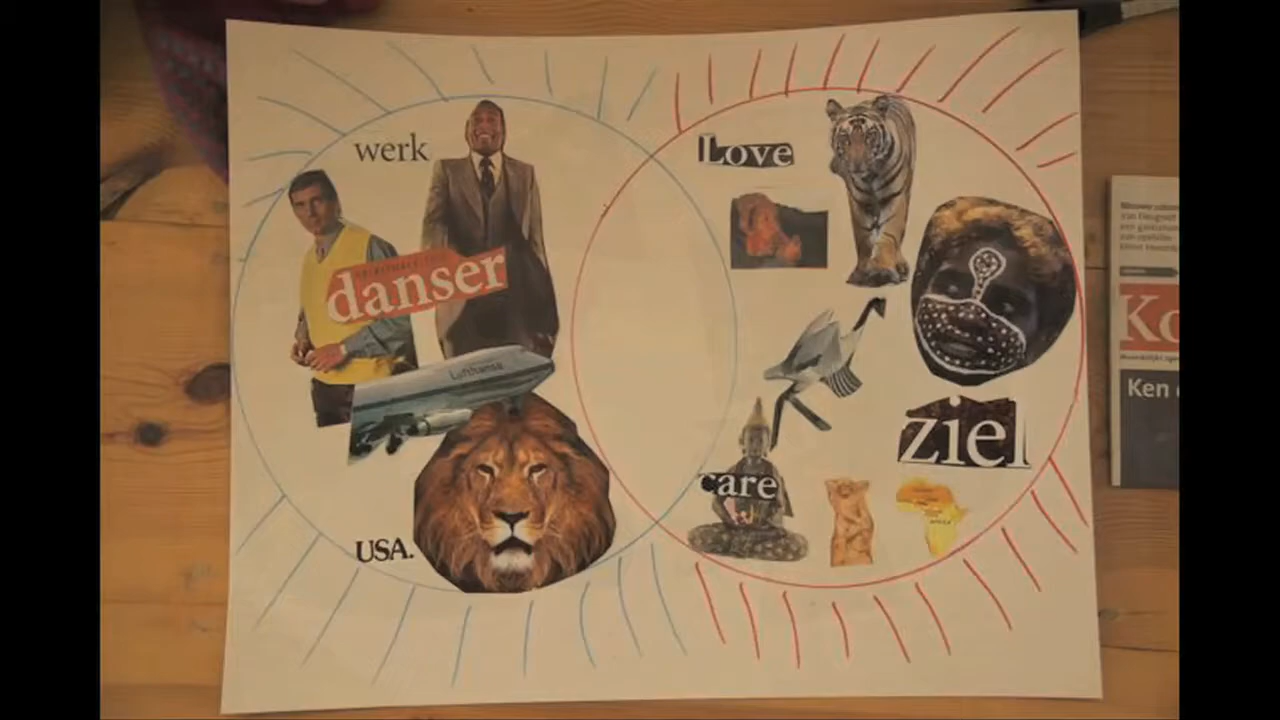 werk
danser
Lufthansa
USA.
Love
ziel
care
Ko
Ken